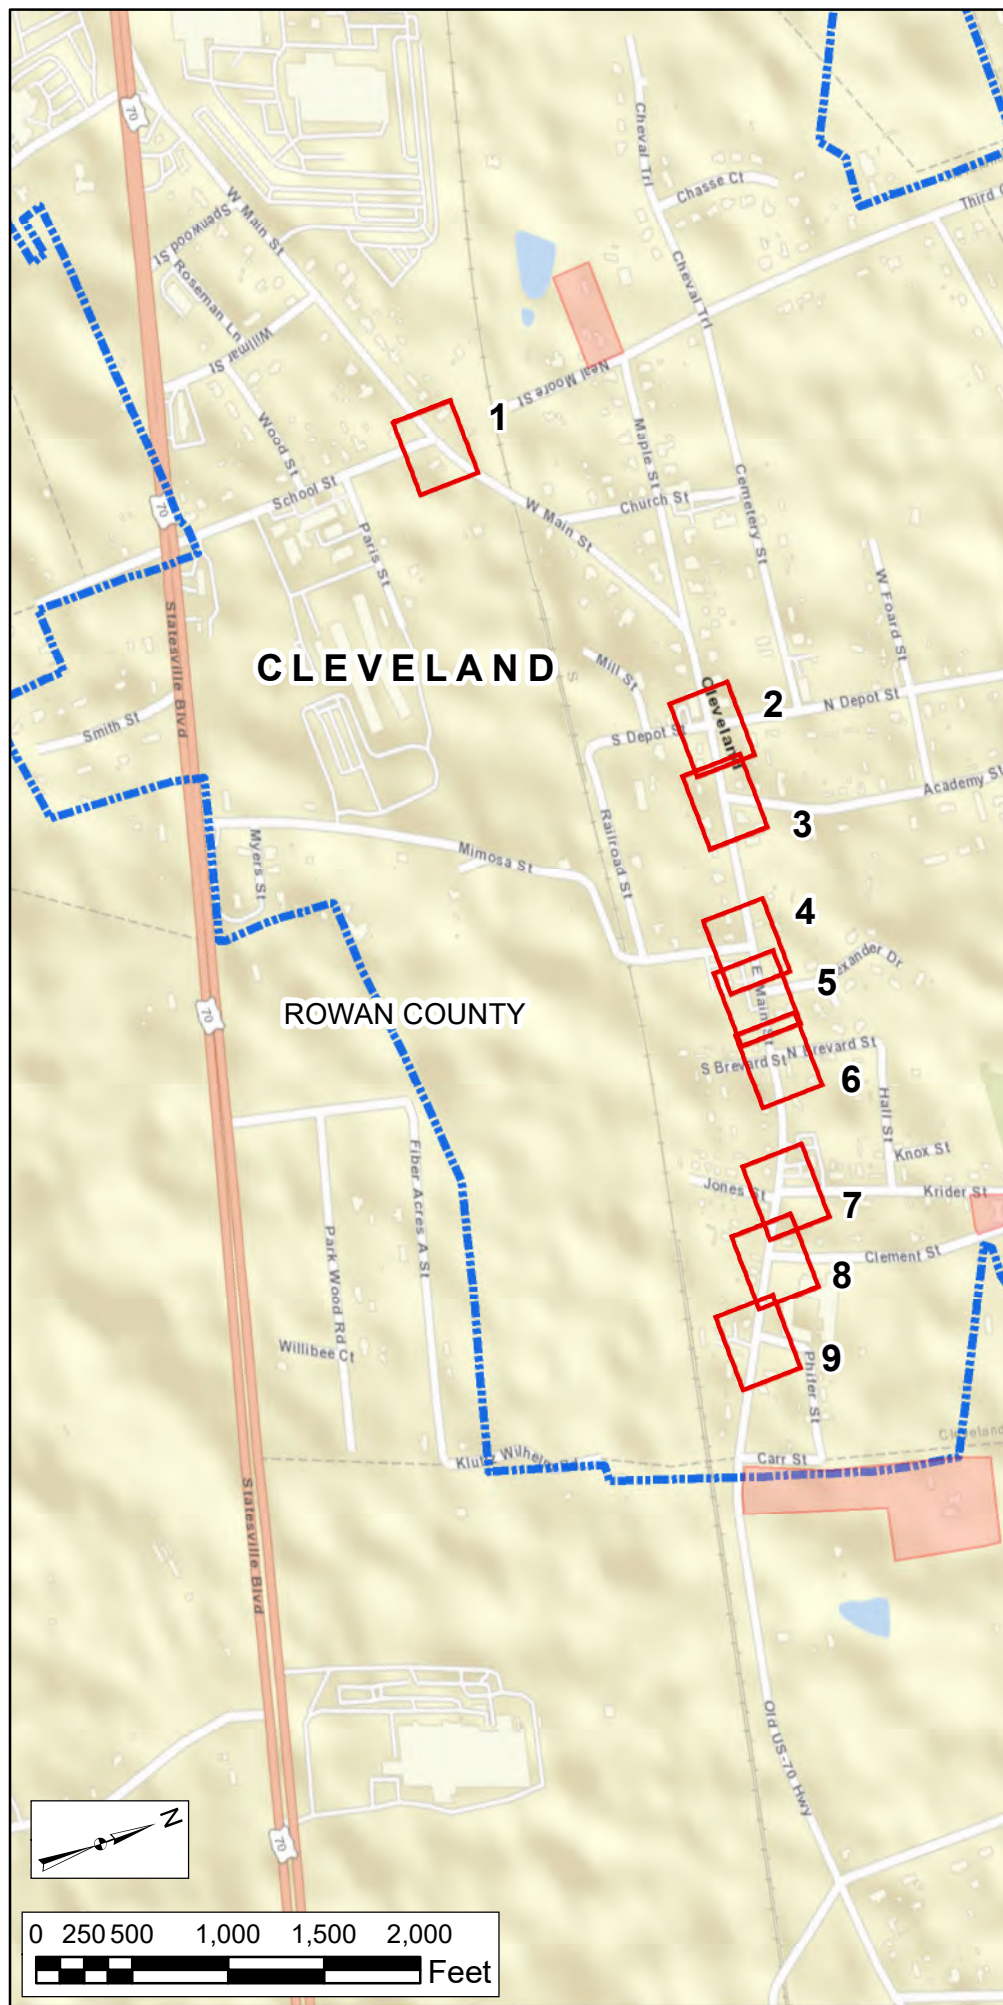 70
W Main St
Spenwood St
Roseman Ln
Willmar St
Wood St
School St
Paris St
Cheval Trl
Chasse Ct
Cheval Trl
Third
Neal Moore St
1
Maple St
Cemetery St
Church St
W Main St
70
W Foard St
CLEVELAND
Mill St
S
Cleveland
2
N Depot St
S Depot St
Statesville Blvd
Smith St
Academy St
3
Railroad St
Mimosa St
Myers St
4
exander Dr
5
E Main St
ROWAN COUNTY
70
N Brevard St
S Brevard St
6
Hall St
Knox St
Jones St
Krider St
7
Fiber Acres A St
Park Wood Rd
Clement St
8
Willibee Ct
9
Phifer St
Klutz Wilhelm
Carr St
Cleveland
Statesville Blvd
Old US-70 Hwy
N
70
0 250 500 1,000 1,500 2,000
Feet